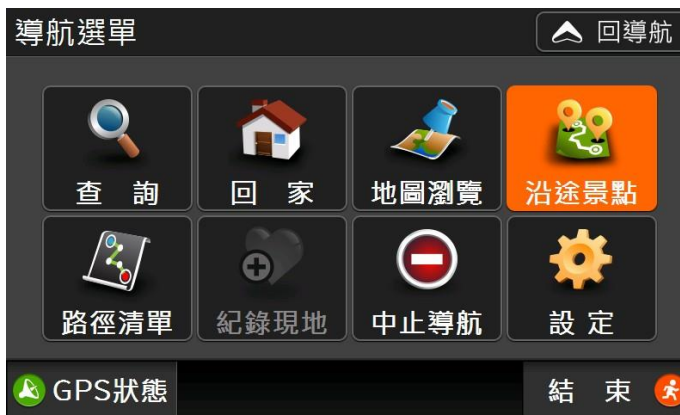 導航選單
回導航
查 詢
回 家
地圖瀏覽
沿途景點
路徑清單
紀錄現地
中止導航
設 定
GPS狀態
結 束